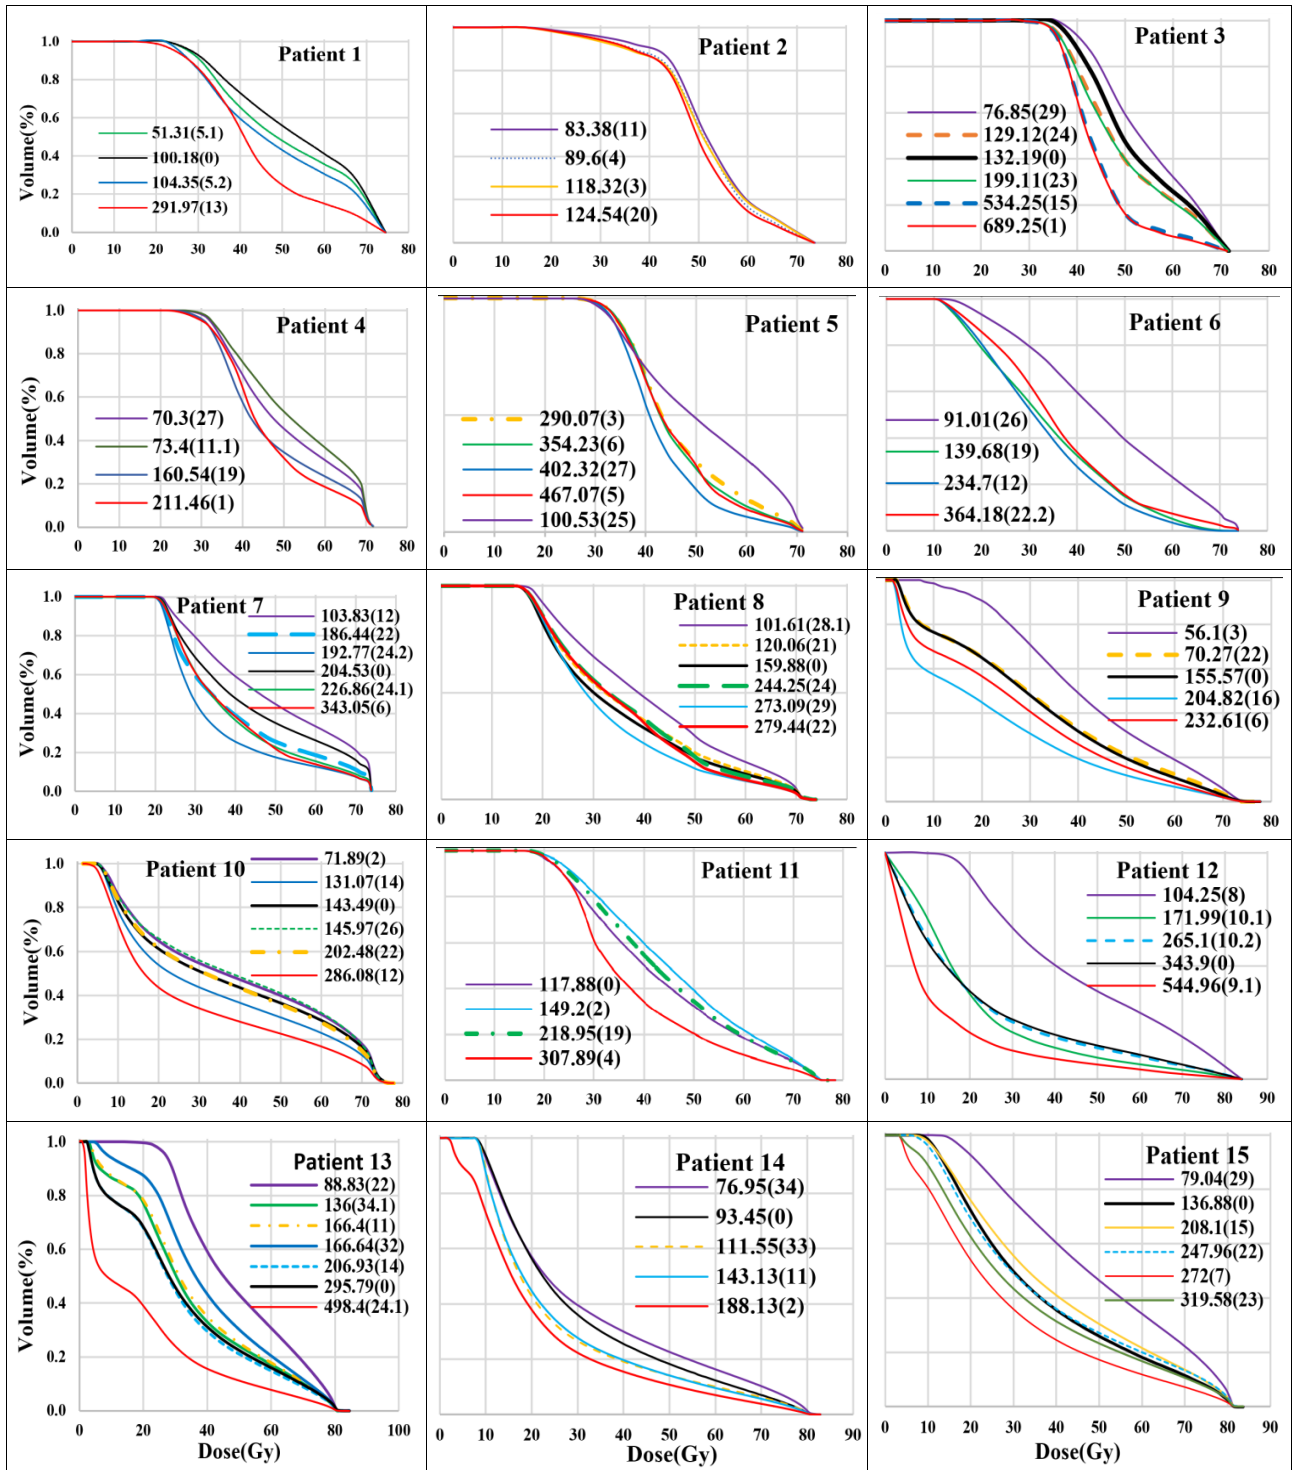 Patient 1
1.0
0.8
0.6
0.4
0.2
0.0
Volume(%)
51.31(5.1)
100.18(0)
104.35(5.2)
291.97(13)
0 10 20 30 40 50 60 70 80
Patient 2
83.38(11)
89.6(4)
118.32(3)
124.54(20)
0 10 20 30 40 50 60 70 80
Patient 3
76.85(29)
129.12(24)
132.19(0)
199.11(23)
534.25(15)
689.25(1)
0 10 20 30 40 50 60 70 80
Patient 4
1.0
0.8
0.6
0.4
0.2
0.0
Volume(%)
70.3(27)
73.4(11.1)
160.54(19)
211.46(1)
0 10 20 30 40 50 60 70 80
Patient 5
290.07(3)
354.23(6)
402.32(27)
467.07(5)
100.53(25)
0 10 20 30 40 50 60 70 80
Patient 6
91.01(26)
139.68(19)
234.7(12)
364.18(22.2)
0 10 20 30 40 50 60 70 80
Patient 7
1.0
0.8
0.6
0.4
0.2
0.0
Volume(%)
103.83(12)
186.44(22)
192.77(24.2)
204.53(0)
226.86(24.1)
343.05(6)
0 10 20 30 40 50 60 70 80
Patient 8
101.61(28.1)
120.06(21)
159.88(0)
244.25(24)
273.09(29)
279.44(22)
0 10 20 30 40 50 60 70 80
Patient 9
56.1(3)
70.27(22)
155.57(0)
204.82(16)
232.61(6)
0 10 20 30 40 50 60 70 80
Patient 10
1.0
0.8
0.6
0.4
0.2
0.0
Volume(%)
71.89(2)
131.07(14)
143.49(0)
145.97(26)
202.48(22)
286.08(12)
0 10 20 30 40 50 60 70 80
Patient 11
117.88(0)
149.2(2)
218.95(19)
307.89(4)
0 10 20 30 40 50 60 70 80
Patient 12
104.25(8)
171.99(10.1)
265.1(10.2)
343.9(0)
544.96(9.1)
0 10 20 30 40 50 60 70 80 90
Patient 13
1.0
0.8
0.6
0.4
0.2
0.0
Volume(%)
88.83(22)
136(34.1)
166.4(11)
166.64(32)
206.93(14)
295.79(0)
498.4(24.1)
0 20 40 60 80 100
Dose(Gy)
Patient 14
76.95(34)
93.45(0)
111.55(33)
143.13(11)
188.13(2)
0 10 20 30 40 50 60 70 80 90
Dose(Gy)
Patient 15
79.04(29)
136.88(0)
208.1(15)
247.96(22)
272(7)
319.58(23)
0 10 20 30 40 50 60 70 80 90
Dose(Gy)